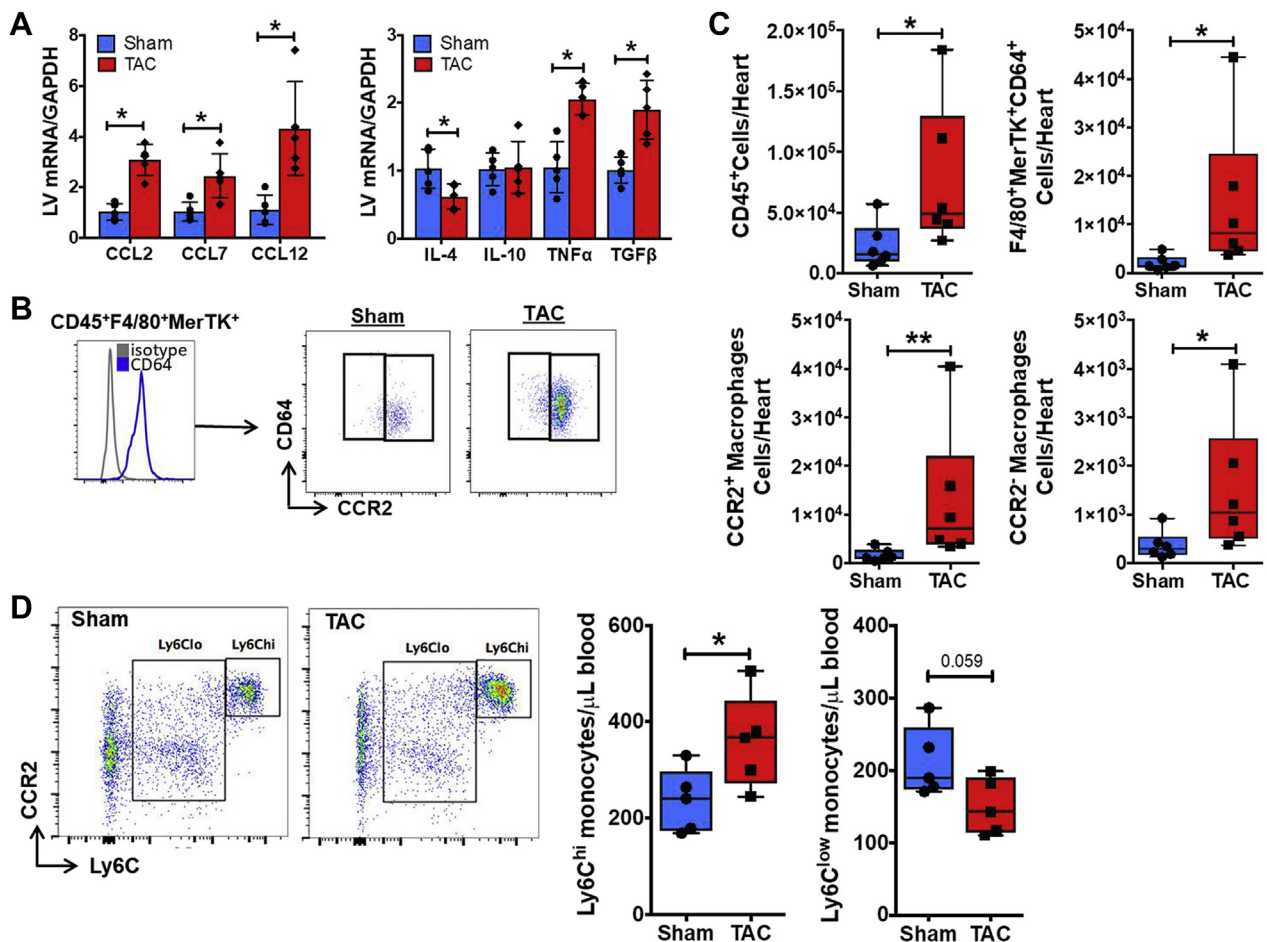 A
LV mRNA/GAPDH
8
6
4
2
0
Sham
TAC
*
*
*
CCL2 CCL7 CCL12
LV mRNA/GAPDH
3
2
1
0
Sham
TAC
*
*
*
IL-4 IL-10 TNFα TGFβ
B
CD45⁺F4/80⁺MerTK⁺
isotype
CD64
Sham
TAC
CD64
CCR2
C
CD45⁺Cells/Heart
2.0×10⁵
1.5×10⁵
1.0×10⁵
5.0×10⁴
0.0
*
Sham TAC
F4/80⁺MerTK⁺CD64⁺
Cells/Heart
5×10⁴
4×10⁴
3×10⁴
2×10⁴
1×10⁴
0
*
Sham TAC
CCR2⁺ Macrophages
Cells/Heart
5×10⁴
4×10⁴
3×10⁴
2×10⁴
1×10⁴
0
**
Sham TAC
CCR2⁻ Macrophages
Cells/Heart
5×10³
4×10³
3×10³
2×10³
1×10³
0
*
Sham TAC
D
Sham
Ly6Clo
Ly6Chi
TAC
Ly6Clo
Ly6Chi
CCR2
Ly6C
Ly6Cʰⁱ monocytes/μL blood
600
400
200
0
*
Sham TAC
Ly6Cˡᵒʷ monocytes/μL blood
400
300
200
100
0
0.059
Sham TAC